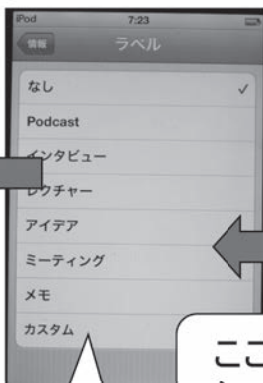 iPod 7:23
情報 ラベル
なし
Podcast
インタビュー
レクチャー
アイデア
ミーティング
メモ
カスタム
ここ